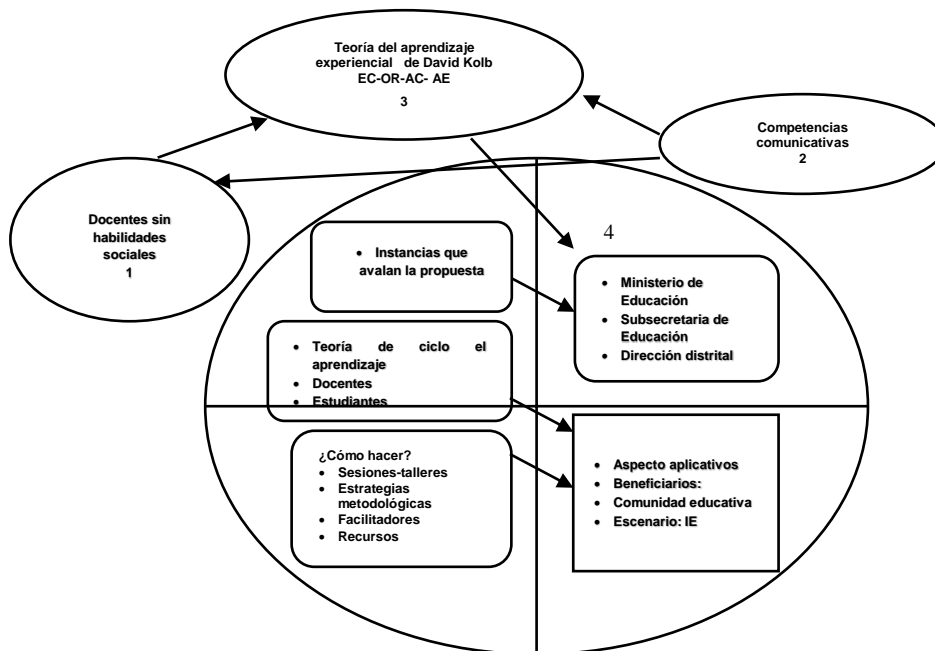 Teoría del aprendizaje
experiencial de David Kolb
EC-OR-AC- AE
3
Competencias
comunicativas
2
Docentes sin
habilidades
sociales
1
4
• Instancias que
avalan la propuesta
• Ministerio de
Educación
• Subsecretaria de
Educación
• Dirección distrital
• Teoría de ciclo el
aprendizaje
• Docentes
• Estudiantes
¿Cómo hacer?
• Sesiones-talleres
• Estrategias
metodológicas
• Facilitadores
• Recursos
• Aspecto aplicativos
• Beneficiarios:
• Comunidad educativa
• Escenario: IE